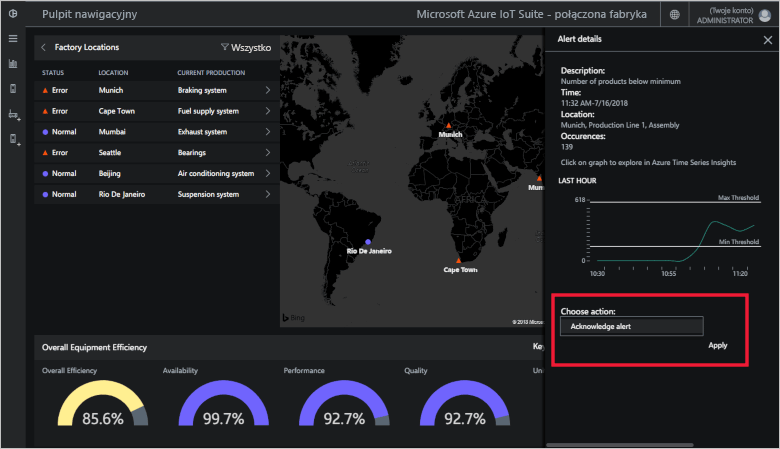 Pulpit nawigacyjny
Microsoft Azure IoT Suite - połączona fabryka
(Twoje konto)
ADMINISTRATOR
Factory Locations
Wszystko
STATUS LOCATION CURRENT PRODUCTION
Error Munich Braking system
Error Cape Town Fuel supply system
Normal Mumbai Exhaust system
Error Seattle Bearings
Normal Beijing Air conditioning system
Normal Rio De Janeiro Suspension system
AFRICA
Munich
Mum
Rio De Janeiro
Cape Town
Bing
© 2018 Microsoft
Alert details
Description:
Number of products below minimum
Time:
11:32 AM-7/16/2018
Location:
Munich, Production Line 1, Assembly
Occurences:
139
Click on graph to explore in Azure Time Series Insights
LAST HOUR
618
Max Threshold
Min Threshold
0
10:30 10:55 11:20
Choose action:
Acknowledge alert
Apply
Overall Equipment Efficiency
Key
Overall Efficiency Availability Performance Quality Uni
85.6% 99.7% 92.7% 92.7%